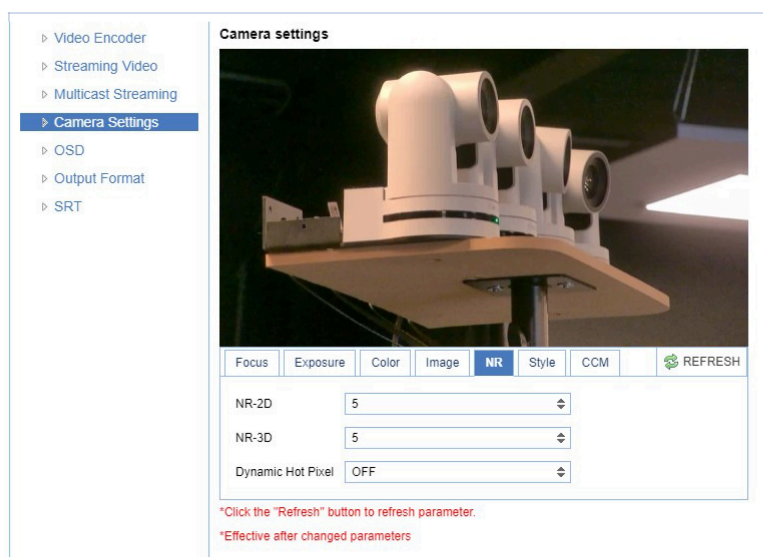 Video Encoder
Streaming Video
Multicast Streaming
Camera Settings
OSD
Output Format
SRT
Camera settings
Focus Exposure Color Image NR Style CCM REFRESH
NR-2D 5
NR-3D 5
Dynamic Hot Pixel OFF
*Click the "Refresh" button to refresh parameter.
*Effective after changed parameters